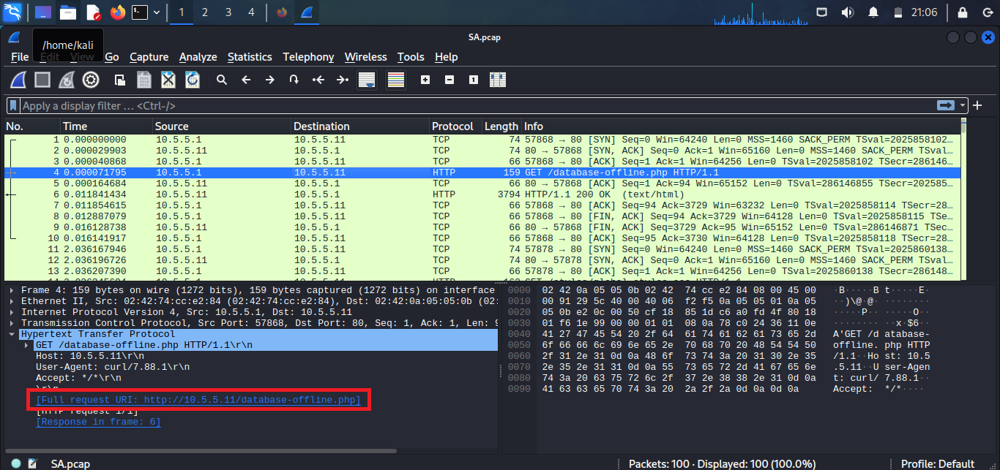 1 2 3 4 21:06
SA.pcap
/home/kali
File Edit View Go Capture Analyze Statistics Telephony Wireless Tools Help
Apply a display filter … <Ctrl-/>
No. Time Source Destination Protocol Length Info
1 0.000000000 10.5.5.1 10.5.5.11 TCP 74 57868 → 80 [SYN] Seq=0 Win=64240 Len=0 MSS=1460 SACK_PERM TSval=2025858102…
2 0.000029903 10.5.5.11 10.5.5.1 TCP 74 80 → 57868 [SYN, ACK] Seq=0 Ack=1 Win=65160 Len=0 MSS=1460 SACK_PERM TSval…
3 0.000040868 10.5.5.1 10.5.5.11 TCP 66 57868 → 80 [ACK] Seq=1 Ack=1 Win=64256 Len=0 TSval=2025858102 TSecr=286146…
4 0.000071795 10.5.5.1 10.5.5.11 HTTP 159 GET /database-offline.php HTTP/1.1
5 0.000164684 10.5.5.11 10.5.5.1 TCP 66 80 → 57868 [ACK] Seq=1 Ack=94 Win=65152 Len=0 TSval=286146855 TSecr=202585…
6 0.011841434 10.5.5.11 10.5.5.1 HTTP 3794 HTTP/1.1 200 OK (text/html)
7 0.011854615 10.5.5.1 10.5.5.11 TCP 66 57868 → 80 [ACK] Seq=94 Ack=3729 Win=63232 Len=0 TSval=2025858114 TSecr=28…
8 0.012887079 10.5.5.1 10.5.5.11 TCP 66 57868 → 80 [FIN, ACK] Seq=94 Ack=3729 Win=64128 Len=0 TSval=2025858115 TSe…
9 0.016128738 10.5.5.11 10.5.5.1 TCP 66 80 → 57868 [FIN, ACK] Seq=3729 Ack=95 Win=65152 Len=0 TSval=286146871 TSec…
10 0.016141917 10.5.5.1 10.5.5.11 TCP 66 57868 → 80 [ACK] Seq=95 Ack=3730 Win=64128 Len=0 TSval=2025858118 TSecr=28…
11 2.036167946 10.5.5.1 10.5.5.11 TCP 74 57878 → 80 [SYN] Seq=0 Win=64240 Len=0 MSS=1460 SACK_PERM TSval=2025860138…
12 2.036196726 10.5.5.11 10.5.5.1 TCP 74 80 → 57878 [SYN, ACK] Seq=0 Ack=1 Win=65160 Len=0 MSS=1460 SACK_PERM TSval…
13 2.036207390 10.5.5.1 10.5.5.11 TCP 66 57878 → 80 [ACK] Seq=1 Ack=1 Win=64256 Len=0 TSval=2025860138 TSecr=286148…
Frame 4: 159 bytes on wire (1272 bits), 159 bytes captured (1272 bits) on interface
Ethernet II, Src: 02:42:74:cc:e2:84 (02:42:74:cc:e2:84), Dst: 02:42:0a:05:05:0b (02:
Internet Protocol Version 4, Src: 10.5.5.1, Dst: 10.5.5.11
Transmission Control Protocol, Src Port: 57868, Dst Port: 80, Seq: 1, Ack: 1, Len: 9
Hypertext Transfer Protocol
GET /database-offline.php HTTP/1.1\r\n
Host: 10.5.5.11\r\n
User-Agent: curl/7.88.1\r\n
Accept: */*\r\n
\r\n
[Full request URI: http://10.5.5.11/database-offline.php]
[HTTP request 1/1]
[Response in frame: 6]
0000 02 42 0a 05 05 0b 02 42 74 cc e2 84 08 00 45 00 ·B·····B t·····E·
0010 00 91 29 5c 40 00 40 06 f2 f5 0a 05 05 01 0a 05 ··)\@·@· ········
0020 05 0b e2 0c 00 50 cf 18 85 1d c6 a0 fd 4f 80 18 ·····P·· ·····O··
0030 01 f6 1e 99 00 00 01 01 08 0a 78 c0 24 36 11 0e ········ ··x·$6··
0040 41 27 47 45 54 20 2f 64 61 74 61 62 61 73 65 2d A'GET /d atabase-
0050 6f 66 66 6c 69 6e 65 2e 70 68 70 20 48 54 54 50 offline. php HTTP
0060 2f 31 2e 31 0d 0a 48 6f 73 74 3a 20 31 30 2e 35 /1.1··Ho st: 10.5
0070 2e 35 2e 31 31 0d 0a 55 73 65 72 2d 41 67 65 6e .5.11··U ser-Agen
0080 74 3a 20 63 75 72 6c 2f 37 2e 38 38 2e 31 0d 0a t: curl/ 7.88.1··
0090 41 63 63 65 70 74 3a 20 2a 2f 2a 0d 0a 0d 0a Accept: */*····
SA.pcap Packets: 100 · Displayed: 100 (100.0%) Profile: Default